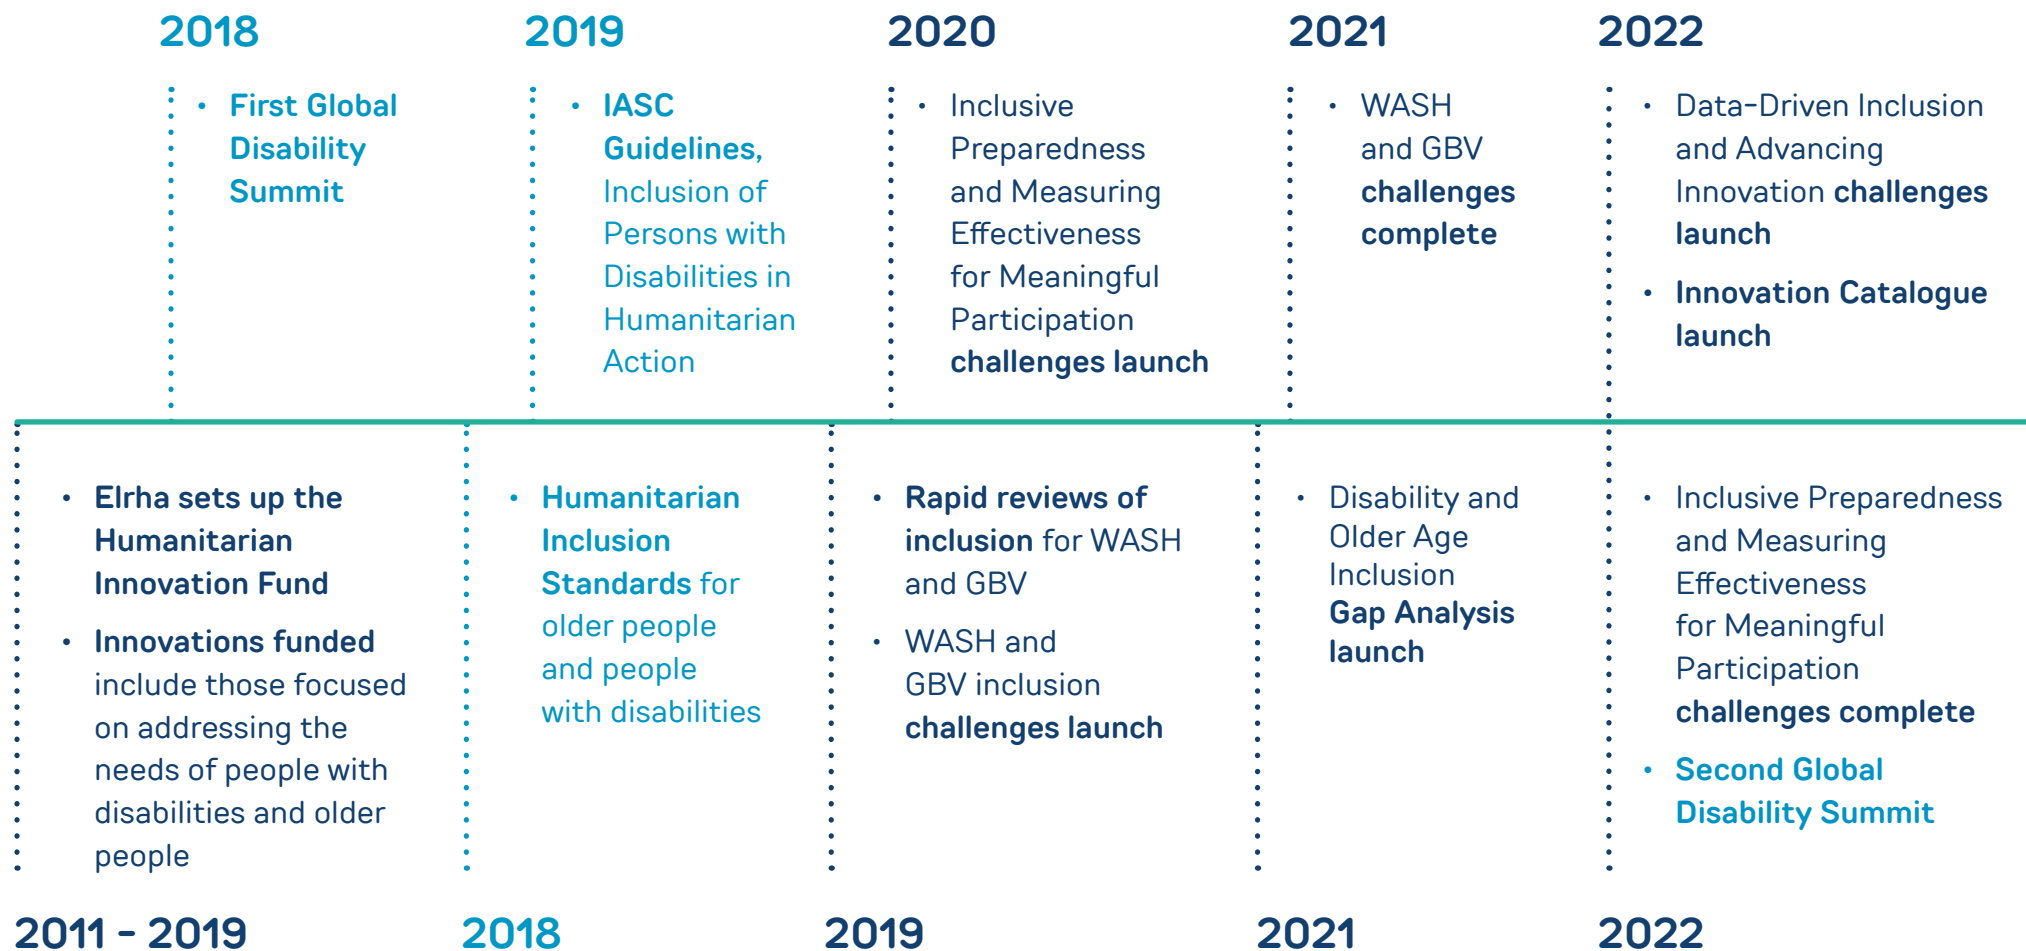 2018
• First Global
Disability
Summit
2019
• IASC
Guidelines,
Inclusion of
Persons with
Disabilities in
Humanitarian
Action
2020
• Inclusive
Preparedness
and Measuring
Effectiveness
for Meaningful
Participation
challenges launch
2021
• WASH
and GBV
challenges
complete
2022
• Data-Driven Inclusion
and Advancing
Innovation challenges
launch
• Innovation Catalogue
launch
• Elrha sets up the
Humanitarian
Innovation Fund
• Innovations funded
include those focused
on addressing the
needs of people with
disabilities and older
people
2011 - 2019
• Humanitarian
Inclusion
Standards for
older people
and people
with disabilities
2018
• Rapid reviews of
inclusion for WASH
and GBV
• WASH and
GBV inclusion
challenges launch
2019
• Disability and
Older Age
Inclusion
Gap Analysis
launch
2021
• Inclusive Preparedness
and Measuring
Effectiveness
for Meaningful
Participation
challenges complete
• Second Global
Disability Summit
2022